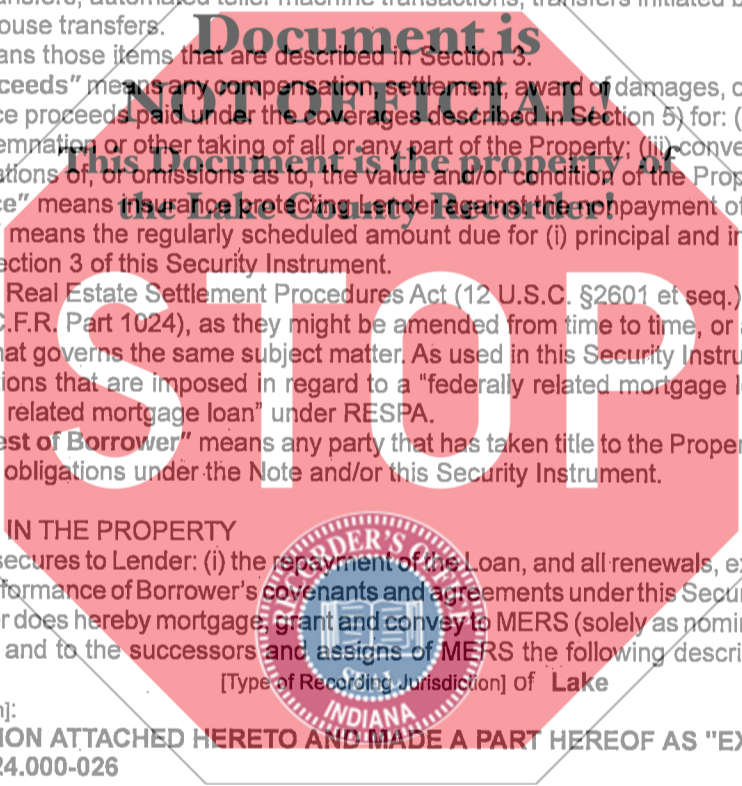 nsfers, automated teller machine transactions, transfers initiated b
ouse transfers.
Document is
ans those items that are described in Section 3.
ceeds” means any compensation, settlement, award of damages, o
NOT OFFICIAL!
ce proceeds paid under the coverages described in Section 5) for: (
emnation or other taking of all or any part of the Property; (iii) conve
This Document is the property of
ations of, or omissions as to, the value and/or condition of the Prop
the Lake County Recorder!
ce” means insurance protecting Lender against the nonpayment of
means the regularly scheduled amount due for (i) principal and in
ection 3 of this Security Instrument.
Real Estate Settlement Procedures Act (12 U.S.C. §2601 et seq.)
C.F.R. Part 1024), as they might be amended from time to time, or
hat governs the same subject matter. As used in this Security Instru
ions that are imposed in regard to a “federally related mortgage l
related mortgage loan” under RESPA.
STOP
est of Borrower” means any party that has taken title to the Proper
obligations under the Note and/or this Security Instrument.
IN THE PROPERTY
secures to Lender: (i) the repayment of the Loan, and all renewals, ex
formance of Borrower's covenants and agreements under this Secur
r does hereby mortgage, grant and convey to MERS (solely as nomin
and to the successors and assigns of MERS the following descri
[Type of Recording Jurisdiction] of Lake
RECORDER'S OFFICE
SEAL
INDIANA
n]:
ION ATTACHED HERETO AND MADE A PART HEREOF AS "EX
24.000-026